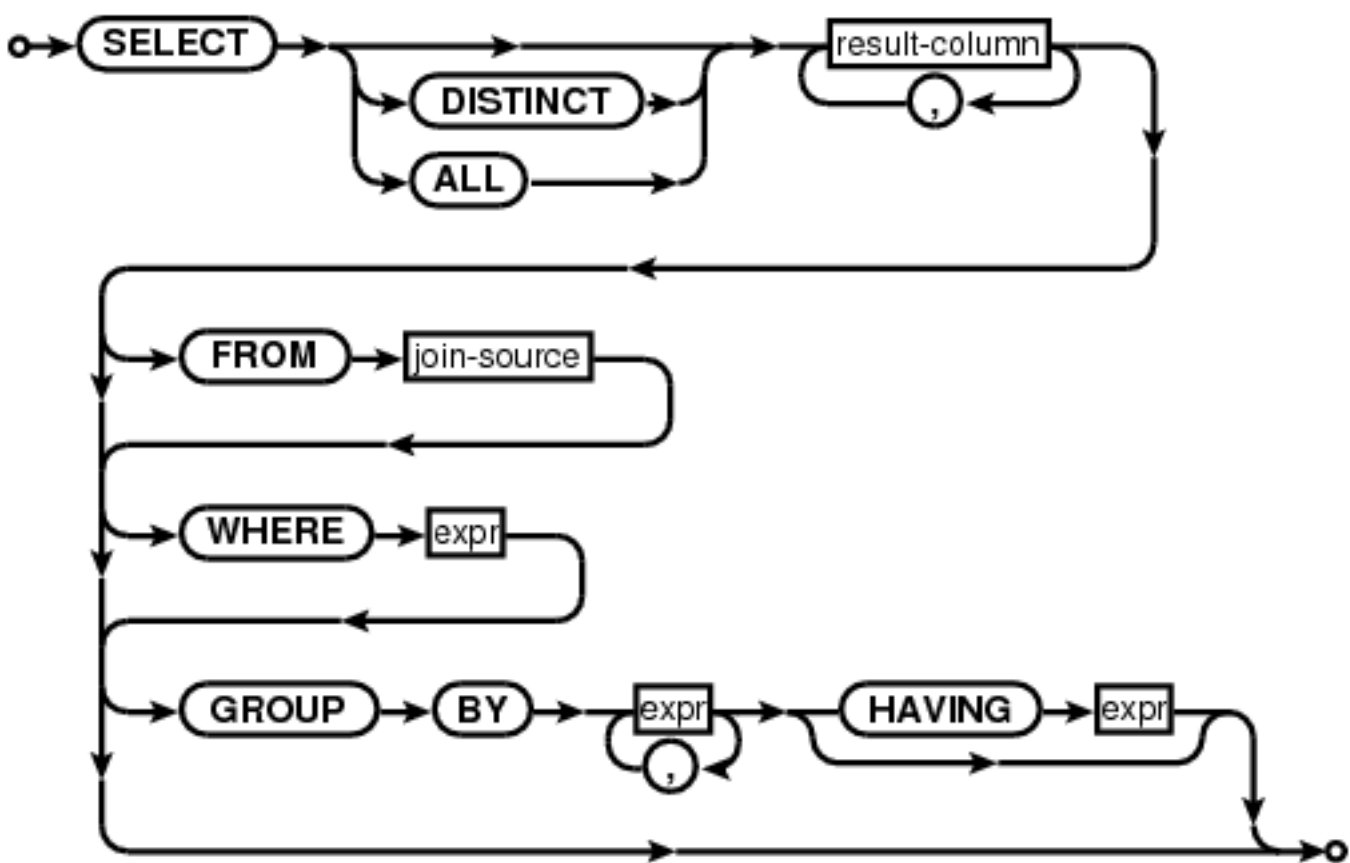 SELECT result-column
DISTINCT ,
ALL
FROM join-source
WHERE expr
GROUP BY expr HAVING expr
,